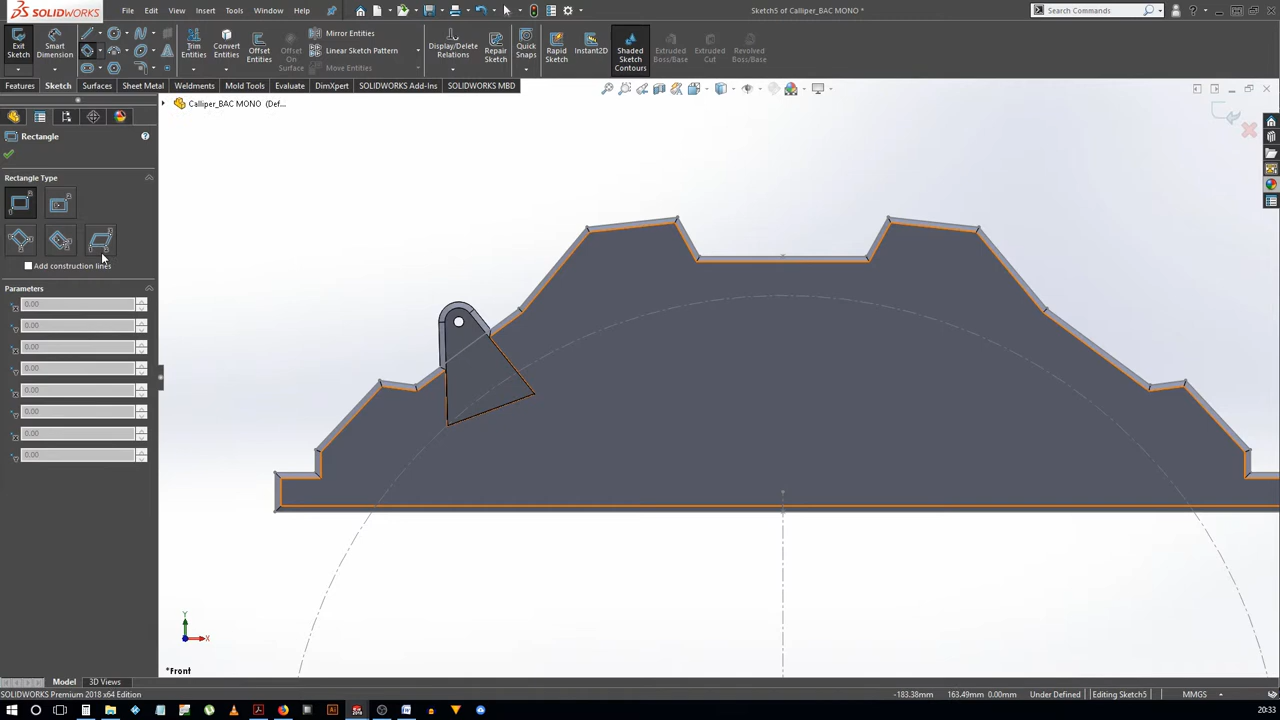 SOLIDWORKS
File Edit View Insert Tools Window Help
Sketch5 of Calliper_BAC MONO *
Search Commands
Exit Sketch
Smart Dimension
Trim Entities
Convert Entities
Offset Entities
Offset On Surface
Mirror Entities
Linear Sketch Pattern
Move Entities
Display/Delete Relations
Repair Sketch
Quick Snaps
Rapid Sketch
Instant2D
Shaded Sketch Contours
Extruded Boss/Base
Extruded Cut
Revolved Boss/Base
Features Sketch Surfaces Sheet Metal Weldments Mold Tools Evaluate DimXpert SOLIDWORKS Add-Ins SOLIDWORKS MBD
Calliper_BAC MONO (Def...
Rectangle
Rectangle Type
Add construction lines
Parameters
0.00
0.00
0.00
0.00
0.00
0.00
0.00
0.00
Y
X
*Front
Model 3D Views
SOLIDWORKS Premium 2018 x64 Edition
-183.38mm 163.49mm 0.00mm Under Defined Editing Sketch5 MMGS
20:33